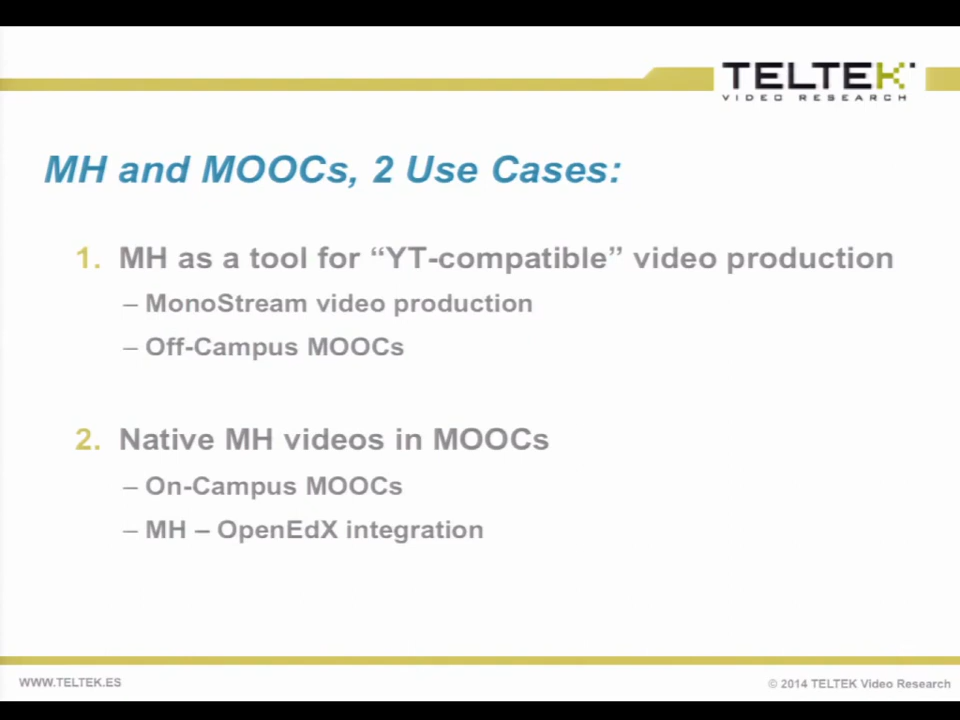 TELTEK
VIDEO RESEARCH
MH and MOOCs, 2 Use Cases:
1. MH as a tool for “YT-compatible” video production
– MonoStream video production
– Off-Campus MOOCs
2. Native MH videos in MOOCs
– On-Campus MOOCs
– MH – OpenEdX integration
WWW.TELTEK.ES
© 2014 TELTEK Video Research